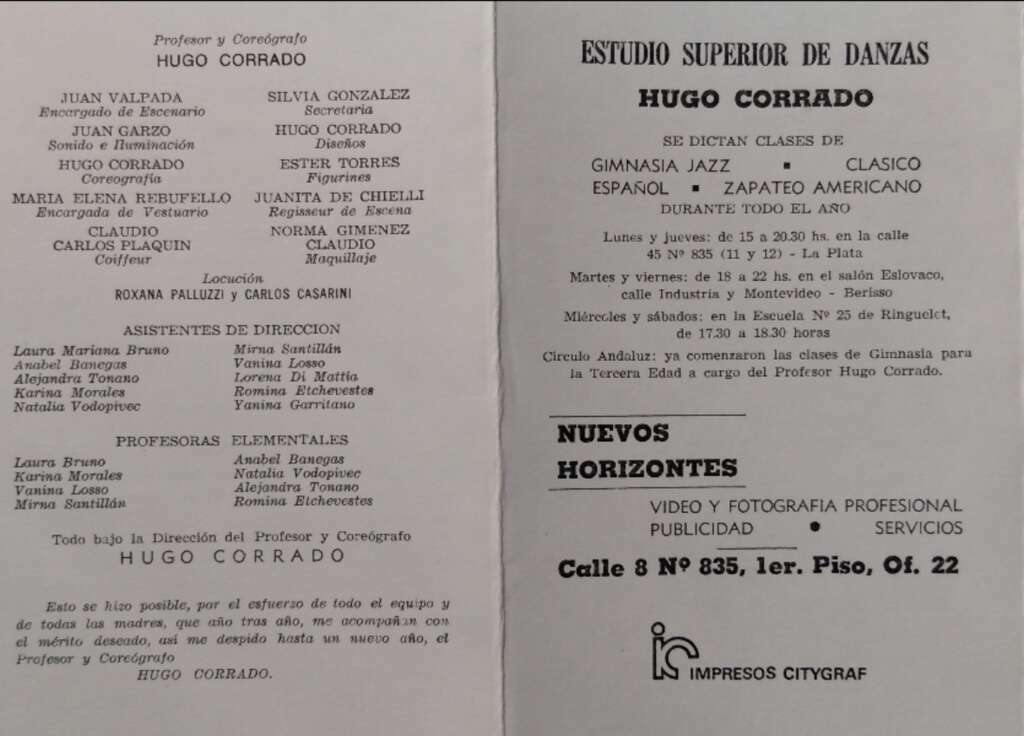 Profesor y Coreógrafo
HUGO CORRADO
JUAN VALPADA
Encargado de Escenario
SILVIA GONZALEZ
Secretaria
JUAN GARZO
Sonido e Iluminación
HUGO CORRADO
Diseños
HUGO CORRADO
Coreografía
ESTER TORRES
Figurines
MARIA ELENA REBUFELLO
Encargada de Vestuario
JUANITA DE CHIELLI
Regisseur de Escena
CLAUDIO
CARLOS PLAQUIN
Coiffeur
NORMA GIMENEZ
CLAUDIO
Maquillaje
Locución
ROXANA PALLUZZI y CARLOS CASARINI
ASISTENTES DE DIRECCION
Laura Mariana Bruno
Anabel Banegas
Alejandra Tonano
Karina Morales
Natalia Vodopivec
Mirna Santillán
Vanina Losso
Lorena Di Mattia
Romina Etchevestes
Yanina Garritano
PROFESORAS ELEMENTALES
Laura Bruno
Karina Morales
Vanina Losso
Mirna Santillán
Anabel Banegas
Natalia Vodopivec
Alejandra Tonano
Romina Etchevestes
Todo bajo la Dirección del Profesor y Coreógrafo
HUGO CORRADO
Esto se hizo posible, por el esfuerzo de todo el equipo y
de todas las madres, que año tras año, me acompañan con
el mérito deseado, así me despido hasta un nuevo año, el
Profesor y Coreógrafo
HUGO CORRADO.
ESTUDIO SUPERIOR DE DANZAS
HUGO CORRADO
SE DICTAN CLASES DE
GIMNASIA JAZZ ▪ CLASICO
ESPAÑOL ▪ ZAPATEO AMERICANO
DURANTE TODO EL AÑO
Lunes y jueves: de 15 a 20.30 hs. en la calle
45 Nº 835 (11 y 12) - La Plata
Martes y viernes: de 18 a 22 hs. en el salón Eslovaco,
calle Industria y Montevideo - Berisso
Miércoles y sábados: en la Escuela Nº 25 de Ringuelet,
de 17.30 a 18.30 horas
Círculo Andaluz: ya comenzaron las clases de Gimnasia para
la Tercera Edad a cargo del Profesor Hugo Corrado.
NUEVOS
HORIZONTES
VIDEO Y FOTOGRAFIA PROFESIONAL
PUBLICIDAD • SERVICIOS
Calle 8 Nº 835, 1er. Piso, Of. 22
ic IMPRESOS CITYGRAF